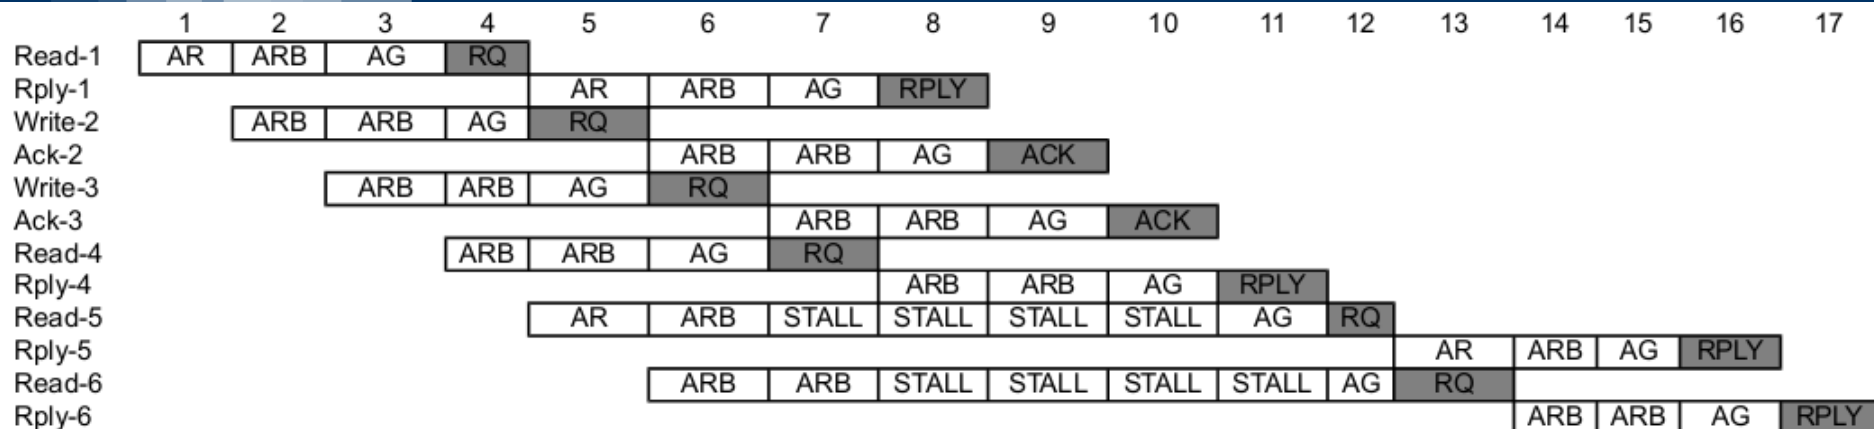 1 2 3 4 5 6 7 8 9 10 11 12 13 14 15 16 17
Read-1 AR ARB AG RQ
Rply-1 AR ARB AG RPLY
Write-2 ARB ARB AG RQ
Ack-2 ARB ARB AG ACK
Write-3 ARB ARB AG RQ
Ack-3 ARB ARB AG ACK
Read-4 ARB ARB AG RQ
Rply-4 ARB ARB AG RPLY
Read-5 AR ARB STALL STALL STALL STALL AG RQ
Rply-5 AR ARB AG RPLY
Read-6 ARB ARB STALL STALL STALL STALL AG RQ
Rply-6 ARB ARB AG RPLY